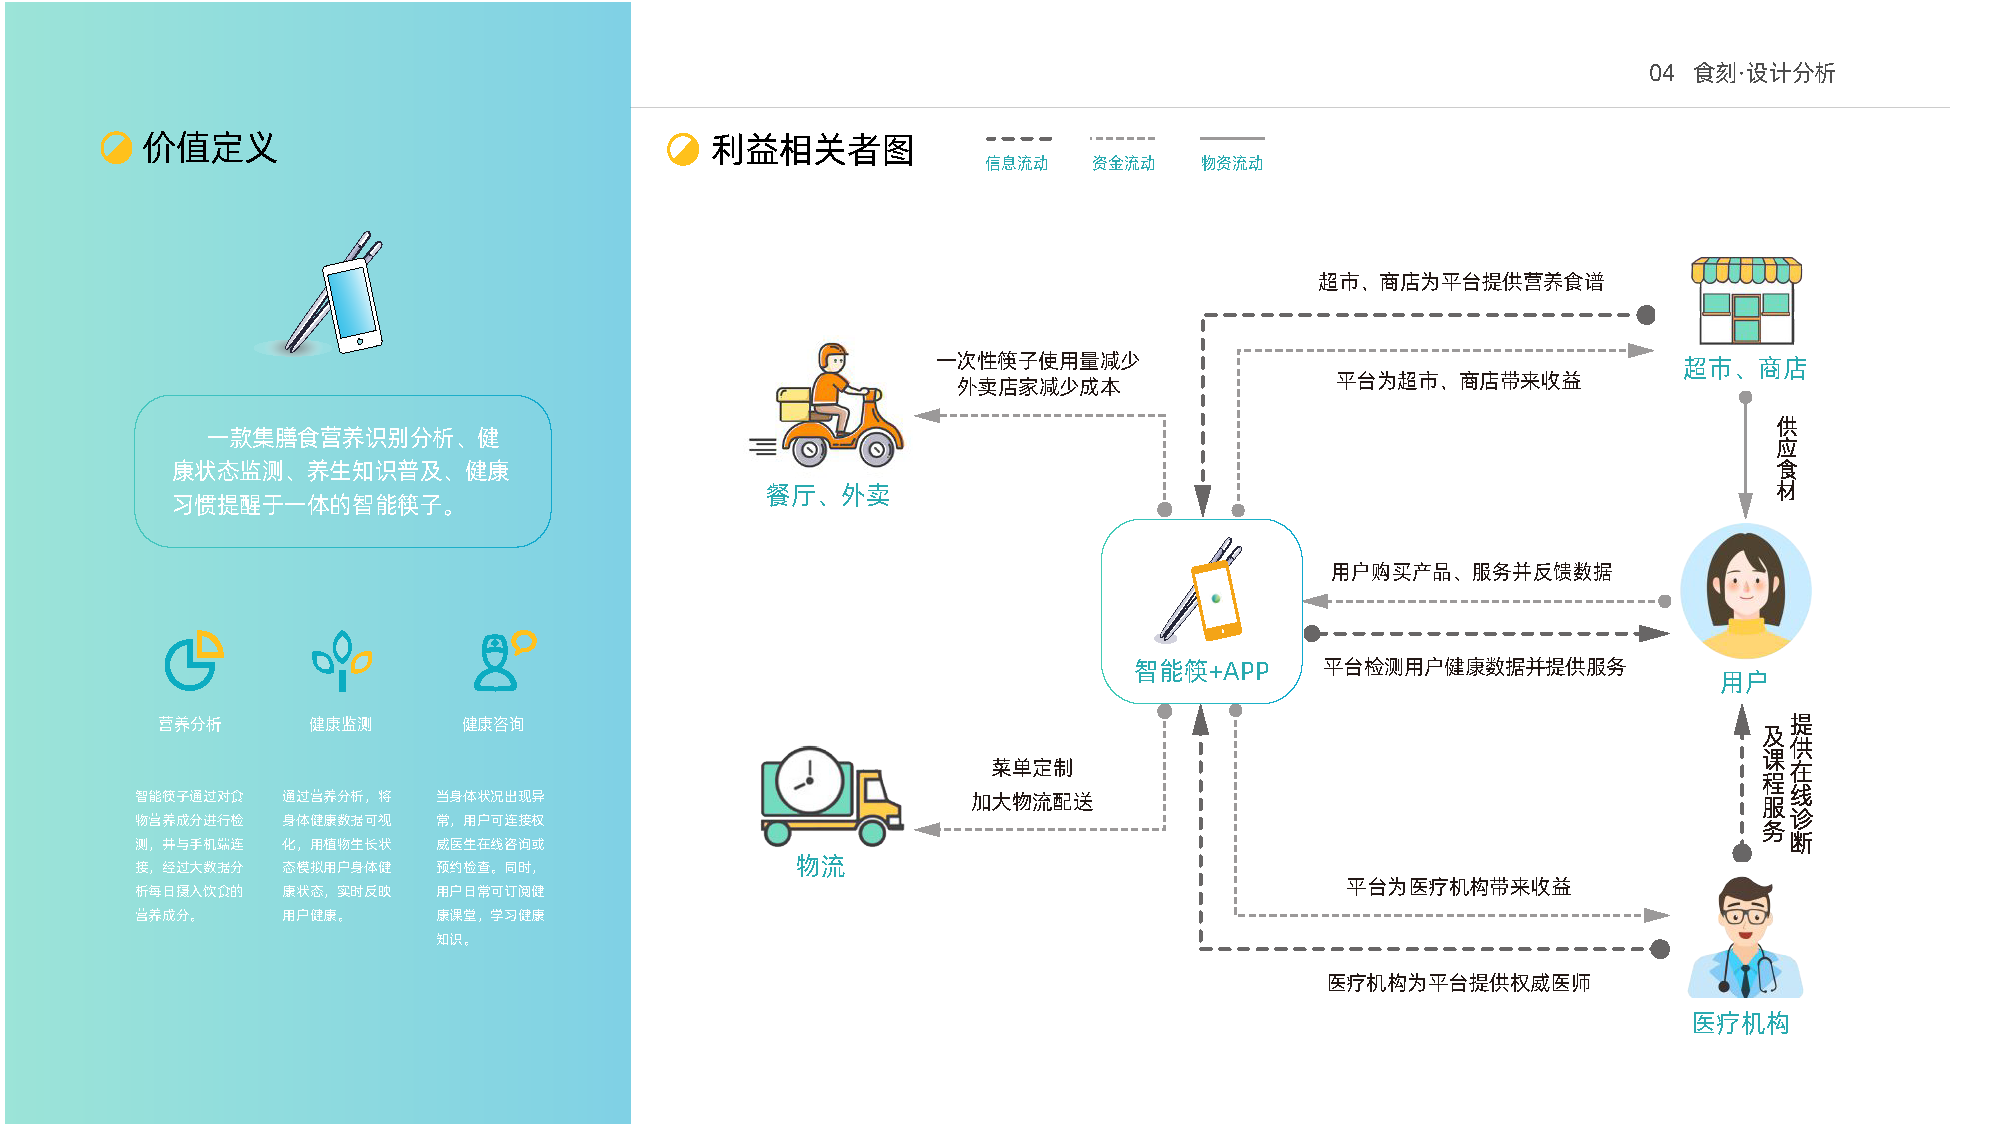 04 食刻·设计分析
价值定义
一款集膳食营养识别分析、健
康状态监测、养生知识普及、健康
习惯提醒于一体的智能筷子。
营养分析
健康监测
健康咨询
智能筷子通过对食
物营养成分进行检
测，并与手机端连
接，经过大数据分
析每日摄入饮食的
营养成分。
通过营养分析，将
身体健康数据可视
化，用植物生长状
态模拟用户身体健
康状态，实时反映
用户健康。
当身体状况出现异
常，用户可连接权
威医生在线咨询或
预约检查。同时，
用户日常可订阅健
康课堂，学习健康
知识。
利益相关者图
信息流动
资金流动
物资流动
超市、商店为平台提供营养食谱
平台为超市、商店带来收益
超市、商店
一次性筷子使用量减少
外卖店家减少成本
餐厅、外卖
供应食材
用户购买产品、服务并反馈数据
平台检测用户健康数据并提供服务
智能筷+APP
用户
提供在线诊断
及课程服务
菜单定制
加大物流配送
物流
平台为医疗机构带来收益
医疗机构为平台提供权威医师
医疗机构